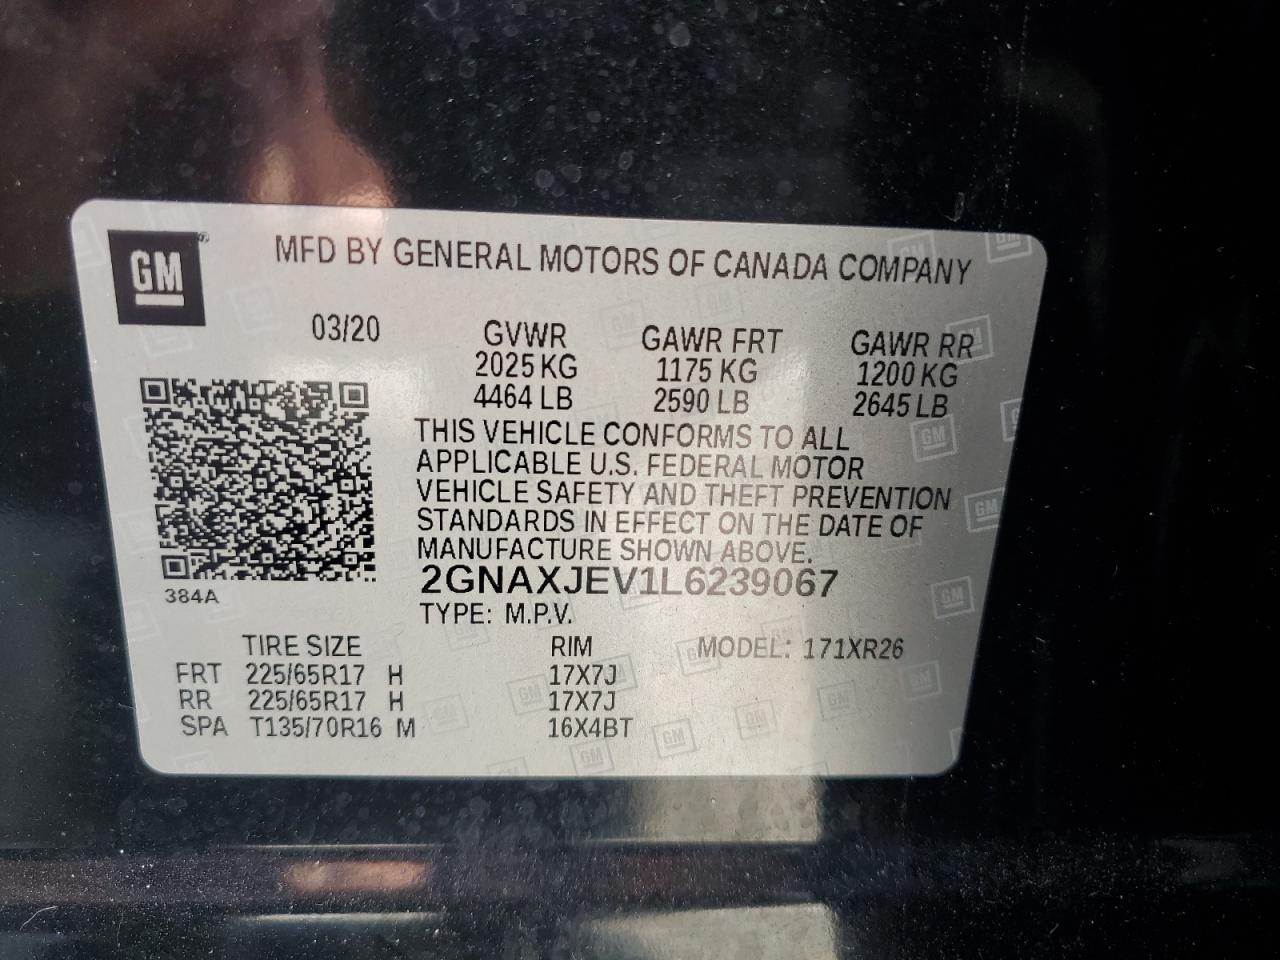 GM
MFD BY GENERAL MOTORS OF CANADA COMPANY
03/20 GVWR GAWR FRT GAWR RR
2025 KG 1175 KG 1200 KG
4464 LB 2590 LB 2645 LB
THIS VEHICLE CONFORMS TO ALL
APPLICABLE U.S. FEDERAL MOTOR
VEHICLE SAFETY AND THEFT PREVENTION
STANDARDS IN EFFECT ON THE DATE OF
MANUFACTURE SHOWN ABOVE.
2GNAXJEV1L6239067
384A
TYPE: M.P.V.
TIRE SIZE RIM MODEL: 171XR26
FRT 225/65R17 H 17X7J
RR 225/65R17 H 17X7J
SPA T135/70R16 M 16X4BT